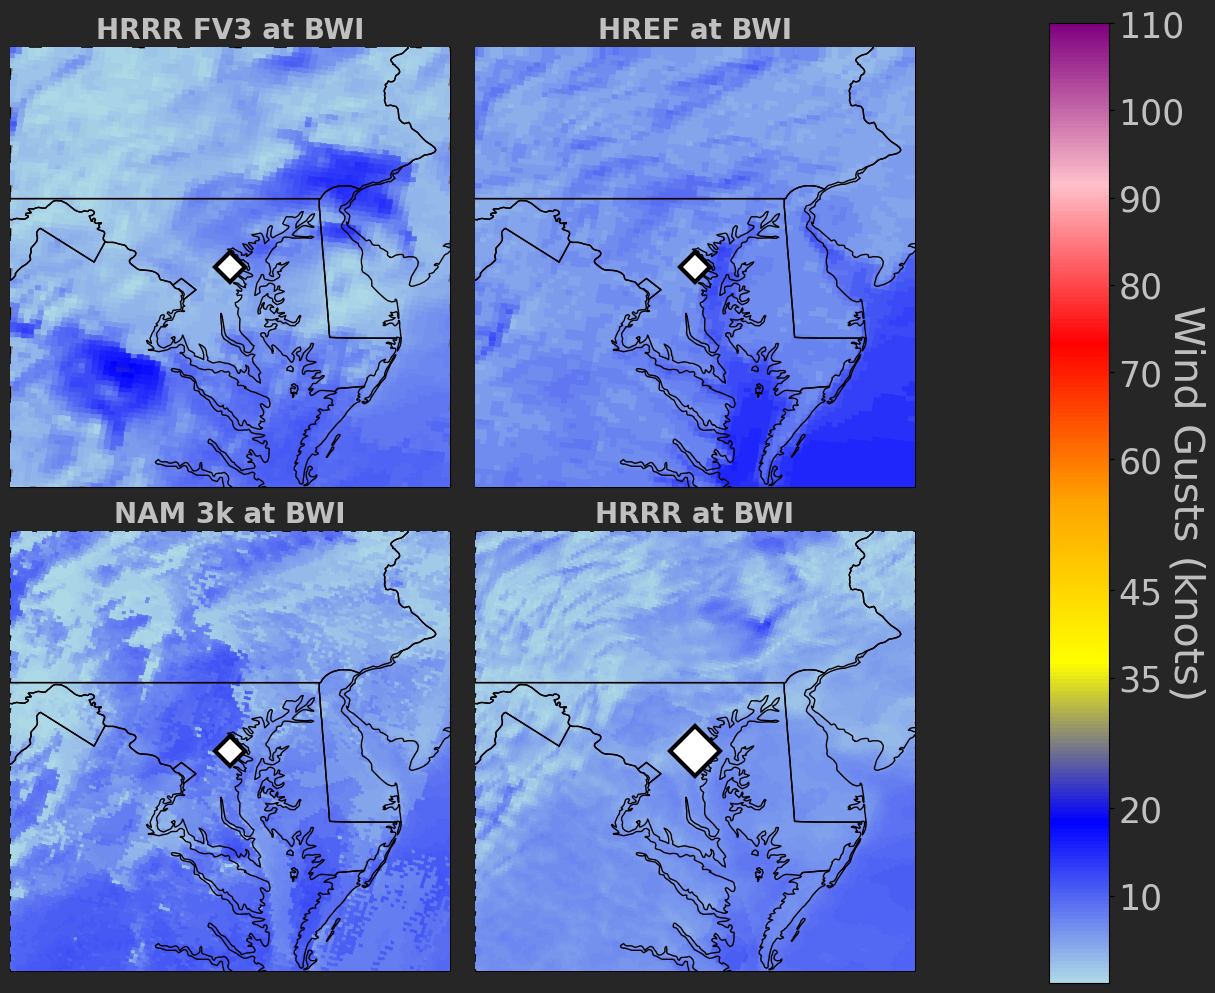 HRRR FV3 at BWI
HREF at BWI
NAM 3k at BWI
HRRR at BWI
110
100
90
80
70
60
45
35
20
10
Wind Gusts (knots)